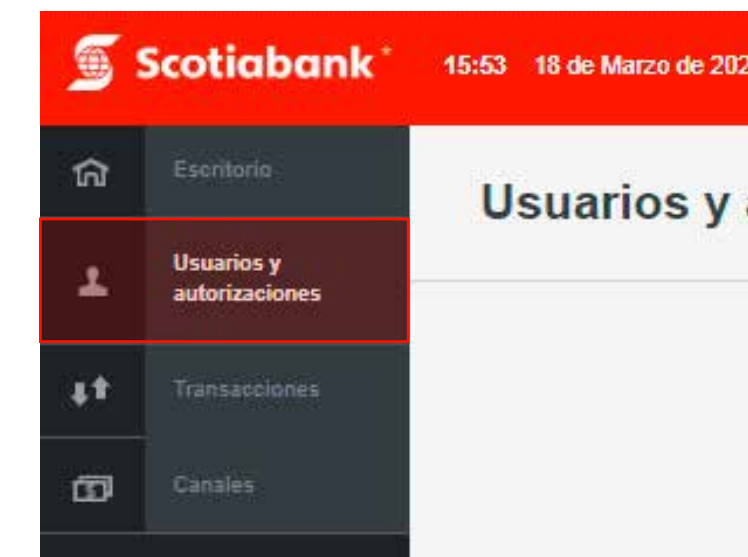 Scotiabank*
15:53 18 de Marzo de 202
Escritorio
Usuarios y a
Usuarios y
autorizaciones
Transacciones
Canales